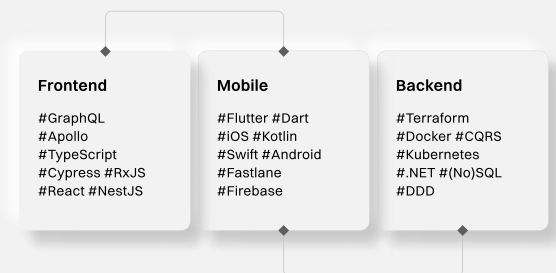 Frontend
#GraphQL
#Apollo
#TypeScript
#Cypress #RxJS
#React #NestJS
Mobile
#Flutter #Dart
#iOS #Kotlin
#Swift #Android
#Fastlane
#Firebase
Backend
#Terraform
#Docker #CQRS
#Kubernetes
#.NET #(No)SQL
#DDD